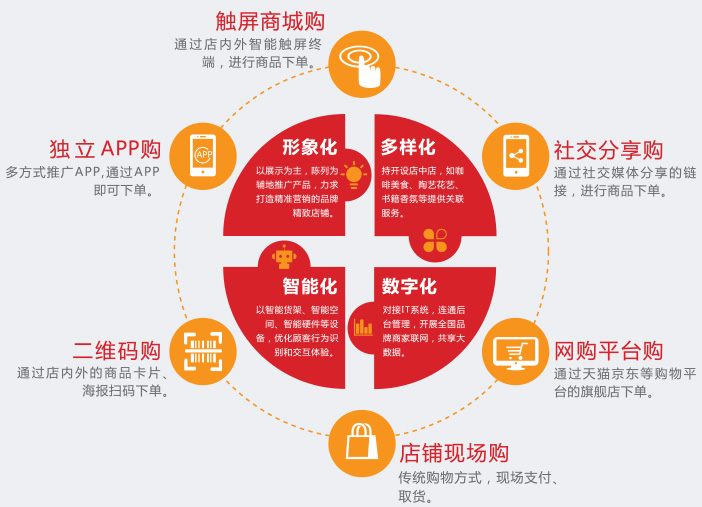 触屏商城购
通过店内外智能触屏终
端，进行商品下单。
独立APP购
多方式推广APP,通过APP
即可下单。
APP
社交分享购
通过社交媒体分享的链
接，进行商品下单。
形象化
以展示为主，陈列为
辅地推广产品，力求
打造精准营销的品牌
精致店铺。
多样化
持开设店中店，如咖
啡美食、陶艺花艺、
书籍香氛等提供关联
服务。
智能化
以智能货架、智能空
间、智能硬件等设
备，优化顾客行为识
别和交互体验。
数字化
对接IT系统，连通后
台管理，开展全国品
牌商家联网，共享大
数据。
二维码购
通过店内外的商品卡片、
海报扫码下单。
网购平台购
通过天猫京东等购物平
台的旗舰店下单。
店铺现场购
传统购物方式，现场支付、
取货。